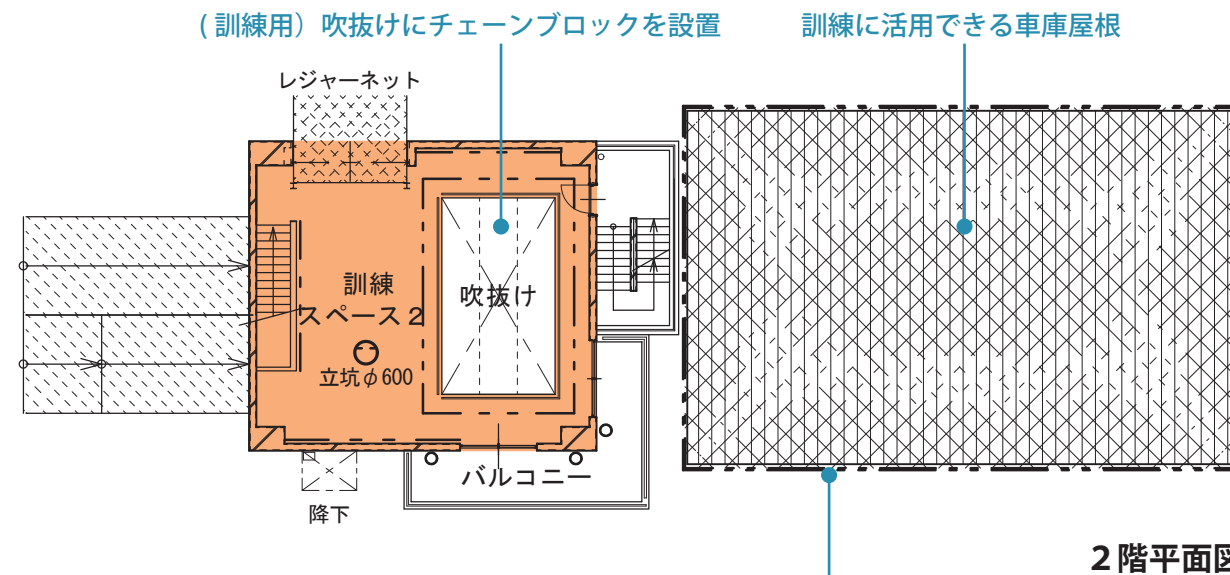 (訓練用）吹抜けにチェーンブロックを設置
訓練に活用できる車庫屋根
レジャーネット
訓練
スペース２
吹抜け
立坑φ600
バルコニー
降下
２階平面図